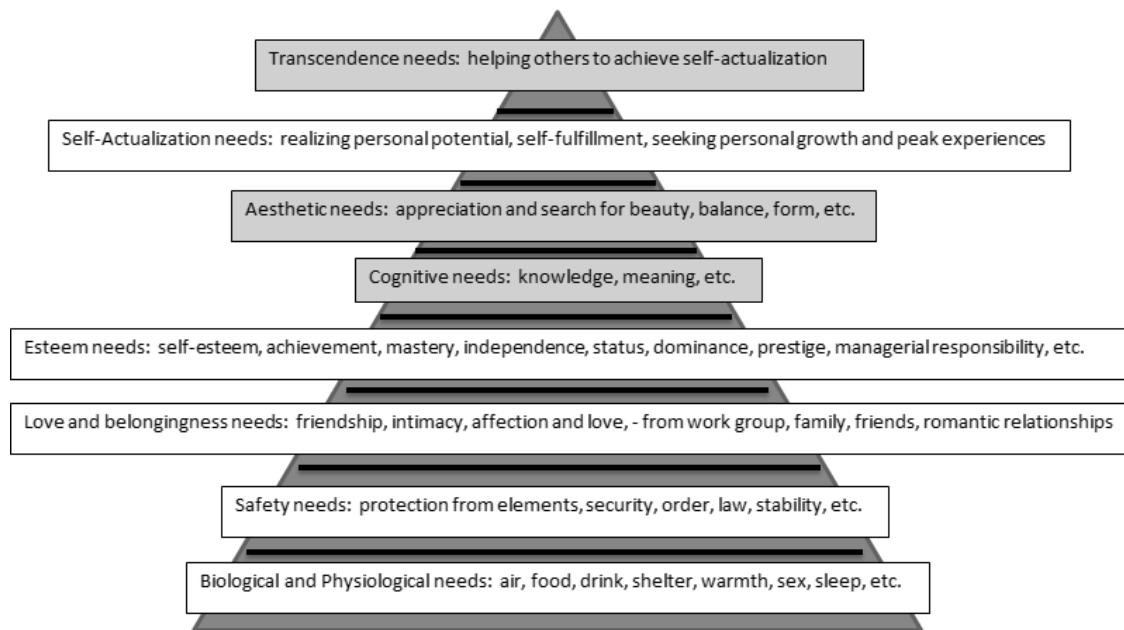 Transcendence needs: helping others to achieve self-actualization
Self-Actualization needs: realizing personal potential, self-fulfillment, seeking personal growth and peak experiences
Aesthetic needs: appreciation and search for beauty, balance, form, etc.
Cognitive needs: knowledge, meaning, etc.
Esteem needs: self-esteem, achievement, mastery, independence, status, dominance, prestige, managerial responsibility, etc.
Love and belongingness needs: friendship, intimacy, affection and love, - from work group, family, friends, romantic relationships
Safety needs: protection from elements, security, order, law, stability, etc.
Biological and Physiological needs: air, food, drink, shelter, warmth, sex, sleep, etc.